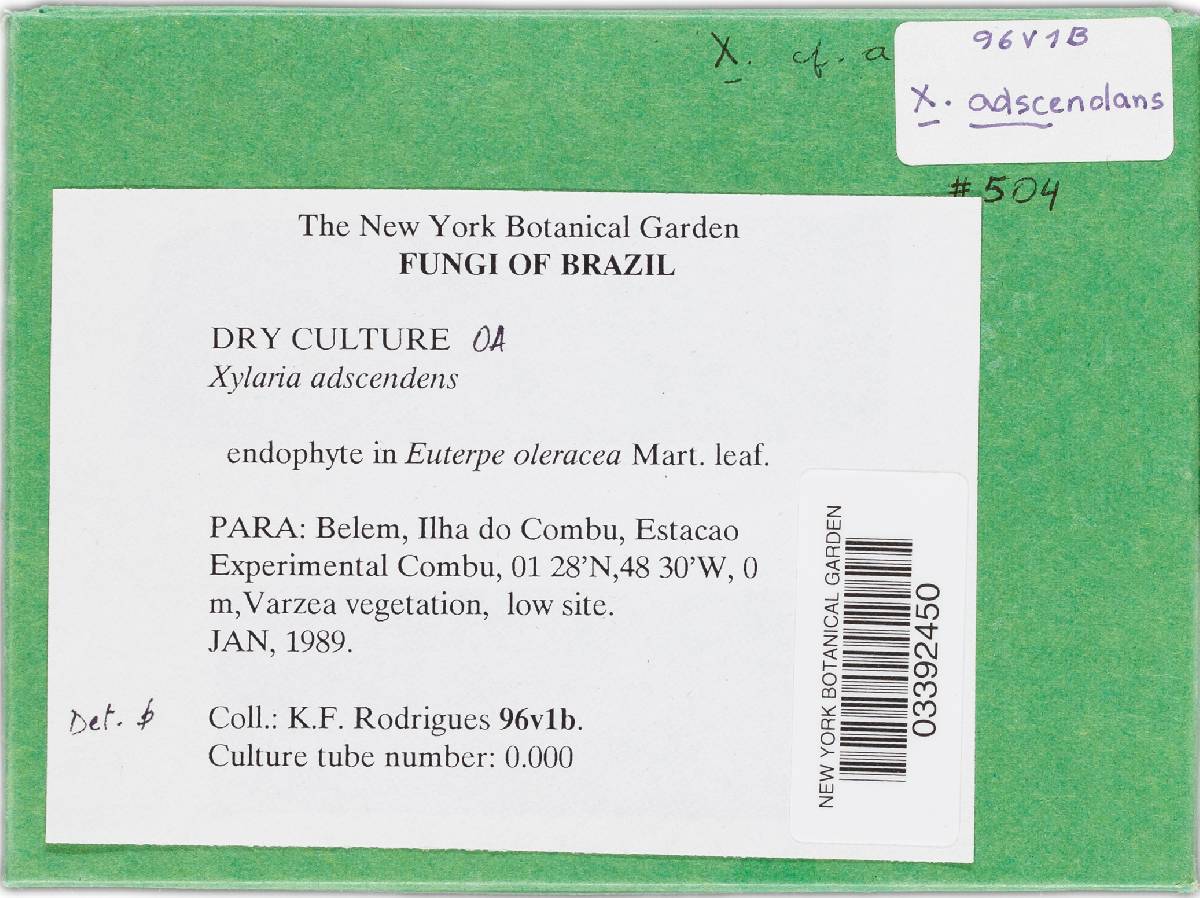 X. cf. a
96V1B
X. adscendans
#504
The New York Botanical Garden
FUNGI OF BRAZIL
DRY CULTURE OA
Xylaria adscendens
endophyte in Euterpe oleracea Mart. leaf.
PARA: Belem, Ilha do Combu, Estacao
Experimental Combu, 01 28'N,48 30'W, 0
m,Varzea vegetation, low site.
JAN, 1989.
Det. &
Coll.: K.F. Rodrigues 96v1b.
Culture tube number: 0.000
NEW YORK BOTANICAL GARDEN
03392450